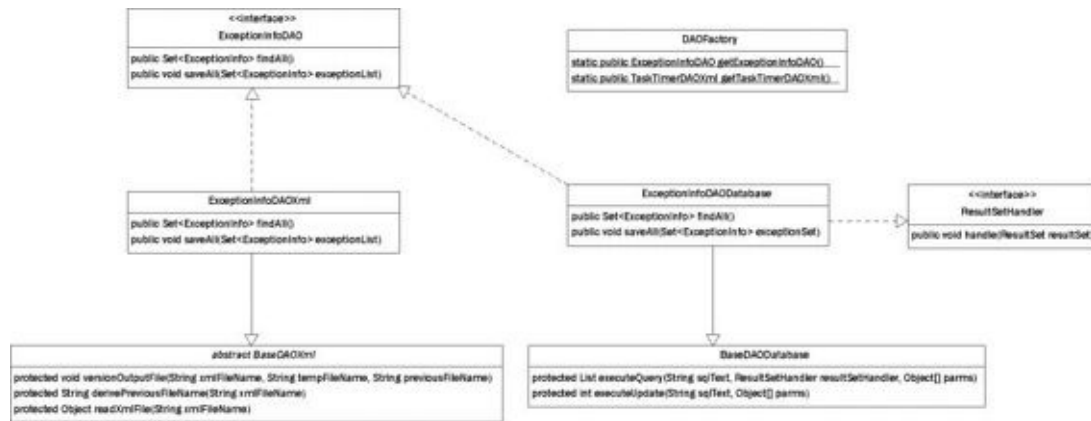 <<interface>>
ExceptionInfoDAO
public Set<ExceptionInfo> findAll()
public void saveAll(Set<ExceptionInfo> exceptionList)
DAOFactory
static public ExceptionInfoDAO getExceptionInfoDAO()
static public TaskTimerDAOXml getTaskTimerDAOXml()
ExceptionInfoDAOXml
public Set<ExceptionInfo> findAll()
public void saveAll(Set<ExceptionInfo> exceptionList)
ExceptionInfoDAODatabase
public Set<ExceptionInfo> findAll()
public void saveAll(Set<ExceptionInfo> exceptionSet)
<<interface>>
ResultSetHandler
public void handle(ResultSet resultSet)
abstract BaseDAOXml
protected void versionOutputFile(String xmlFileName, String tempFileName, String previousFileName)
protected String derivePreviousFileName(String xmlFileName)
protected Object readXmlFile(String xmlFileName)
BaseDAODatabase
protected List executeQuery(String sqlText, ResultSetHandler resultSetHandler, Object[] parms)
protected int executeUpdate(String sqlText, Object[] parms)